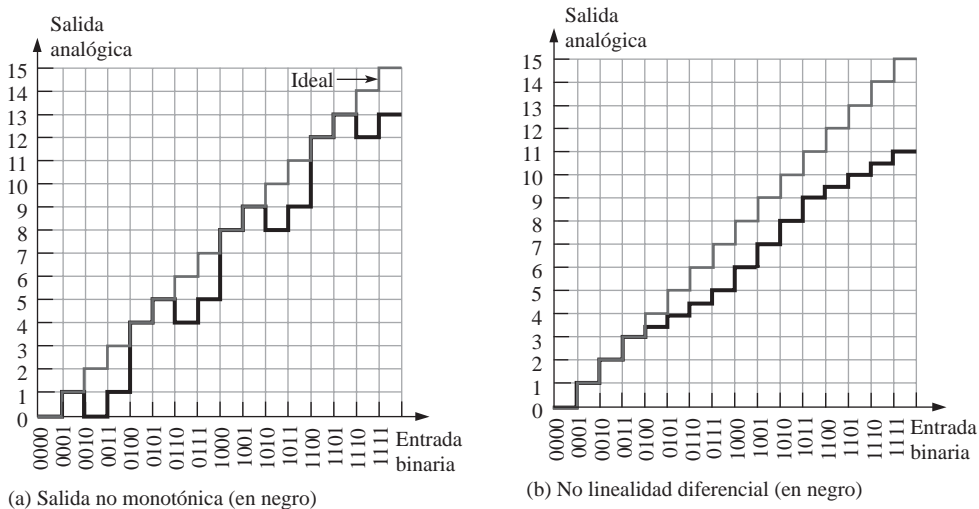 Salida
analógica
15
14
13
12
11
10
9
8
7
6
5
4
3
2
1
0
Ideal
0000 0001 0010 0011 0100 0101 0110 0111 1000 1001 1010 1011 1100 1101 1110 1111
Entrada
binaria
(a) Salida no monotónica (en negro)
Salida
analógica
15
14
13
12
11
10
9
8
7
6
5
4
3
2
1
0
0000 0001 0010 0011 0100 0101 0110 0111 1000 1001 1010 1011 1100 1101 1110 1111
Entrada
binaria
(b) No linealidad diferencial (en negro)